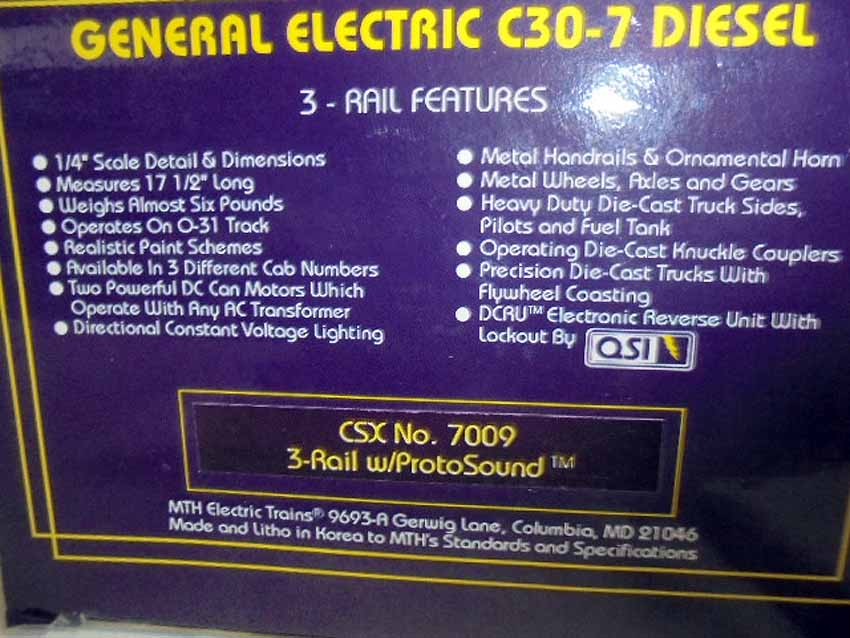 GENERAL ELECTRIC C30-7 DIESEL
3 - RAIL FEATURES
● 1/4" Scale Detail & Dimensions
● Measures 17 1/2" Long
● Weighs Almost Six Pounds
● Operates On O-31 Track
● Realistic Paint Schemes
● Available In 3 Different Cab Numbers
● Two Powerful DC Can Motors Which
Operate With Any AC Transformer
● Directional Constant Voltage Lighting
● Metal Handrails & Ornamental Horn
● Metal Wheels, Axles and Gears
● Heavy Duty Die-Cast Truck Sides,
Pilots and Fuel Tank
● Operating Die-Cast Knuckle Couplers
● Precision Die-Cast Trucks With
Flywheel Coasting
● DCRU™ Electronic Reverse Unit With
Lockout By QSI
CSX No. 7009
3-Rail w/ProtoSound™
MTH Electric Trains® 9693-A Gerwig Lane, Columbia, MD 21046
Made and Litho in Korea to MTH's Standards and Specifications